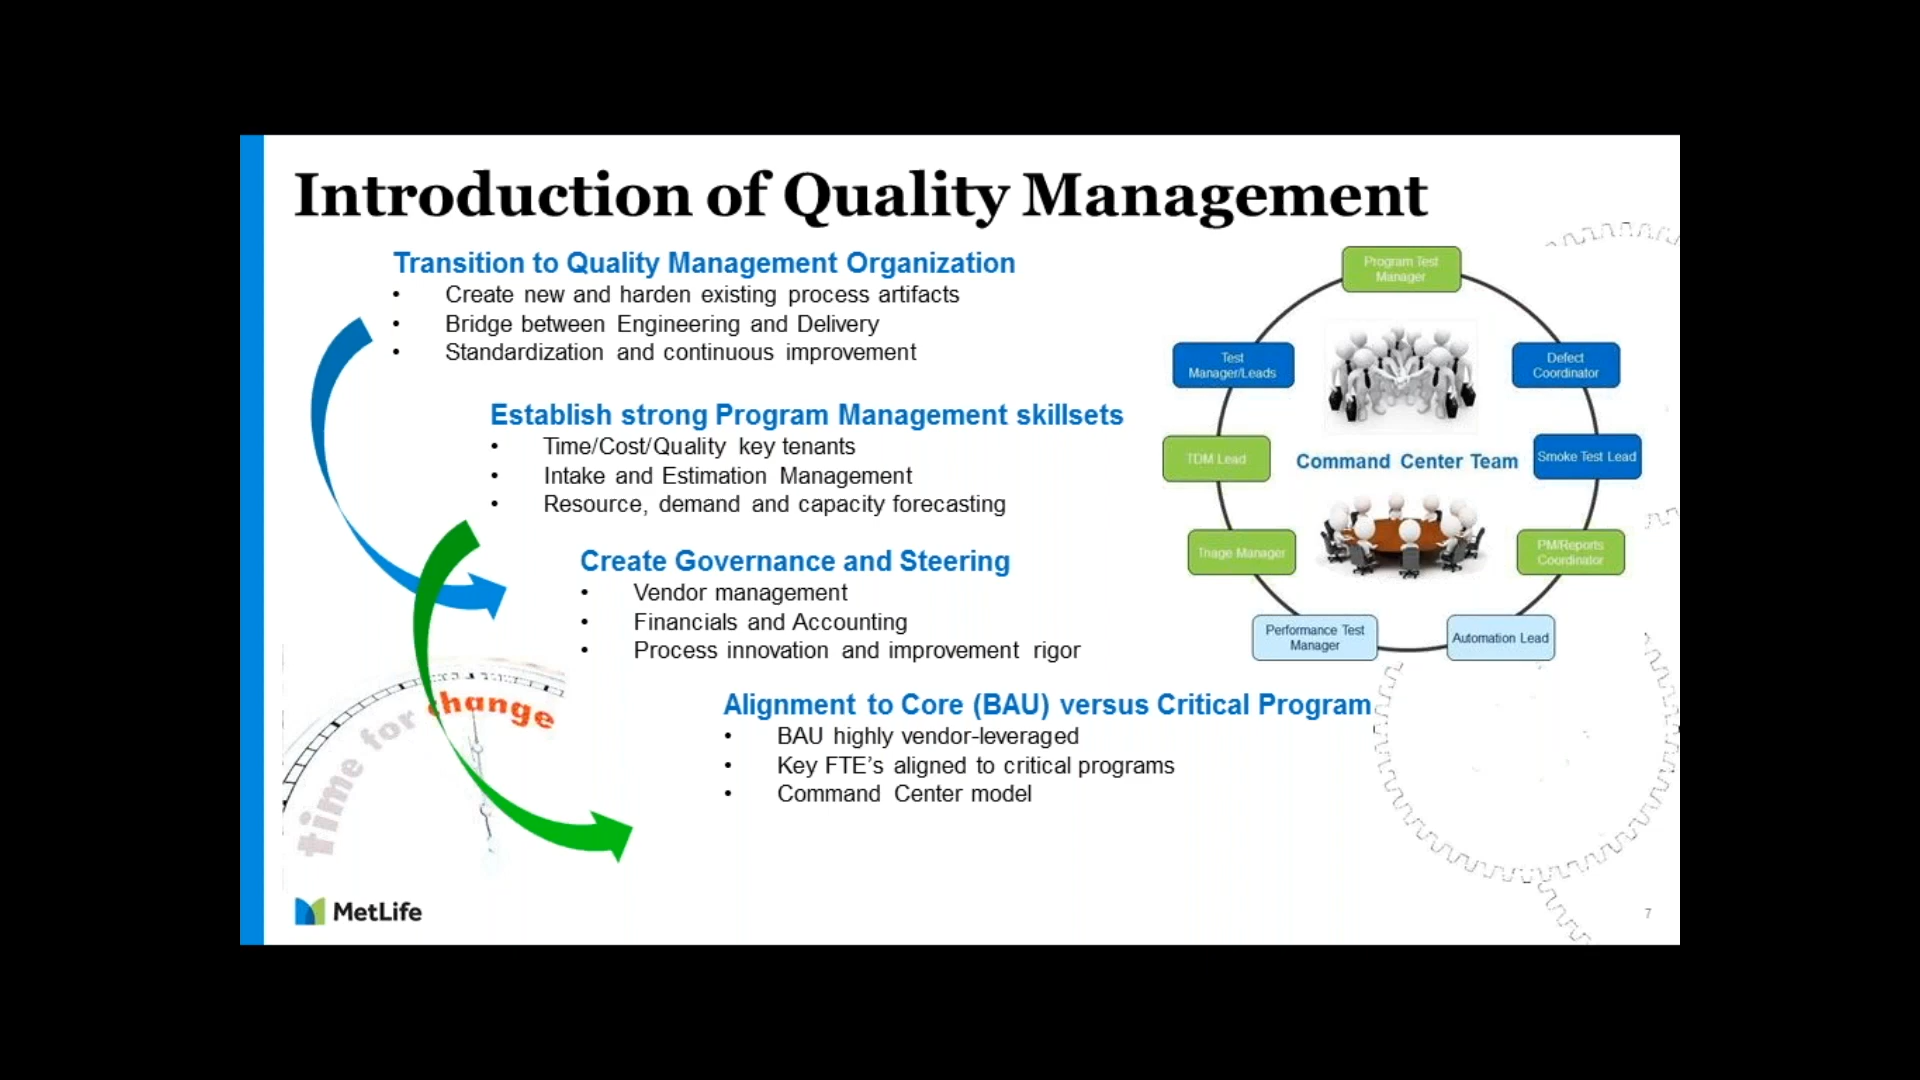 Introduction of Quality Management
Transition to Quality Management Organization
• Create new and harden existing process artifacts
• Bridge between Engineering and Delivery
• Standardization and continuous improvement
Establish strong Program Management skillsets
• Time/Cost/Quality key tenants
• Intake and Estimation Management
• Resource, demand and capacity forecasting
Create Governance and Steering
• Vendor management
• Financials and Accounting
• Process innovation and improvement rigor
Alignment to Core (BAU) versus Critical Program
• BAU highly vendor-leveraged
• Key FTE’s aligned to critical programs
• Command Center model
Program Test
Manager
Test
Manager/Leads
Defect
Coordinator
TDM Lead
Command Center Team
Smoke Test Lead
Triage Manager
PM/Reports
Coordinator
Performance Test
Manager
Automation Lead
time for change
MetLife
7